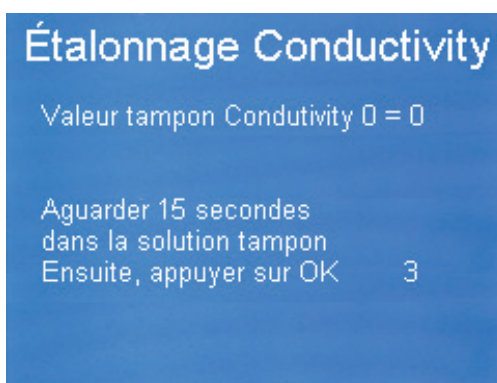 Étalonnage Conductivity
Valeur tampon Condutivity 0 = 0
Aguarder 15 secondes
dans la solution tampon
Ensuite, appuyer sur OK 3